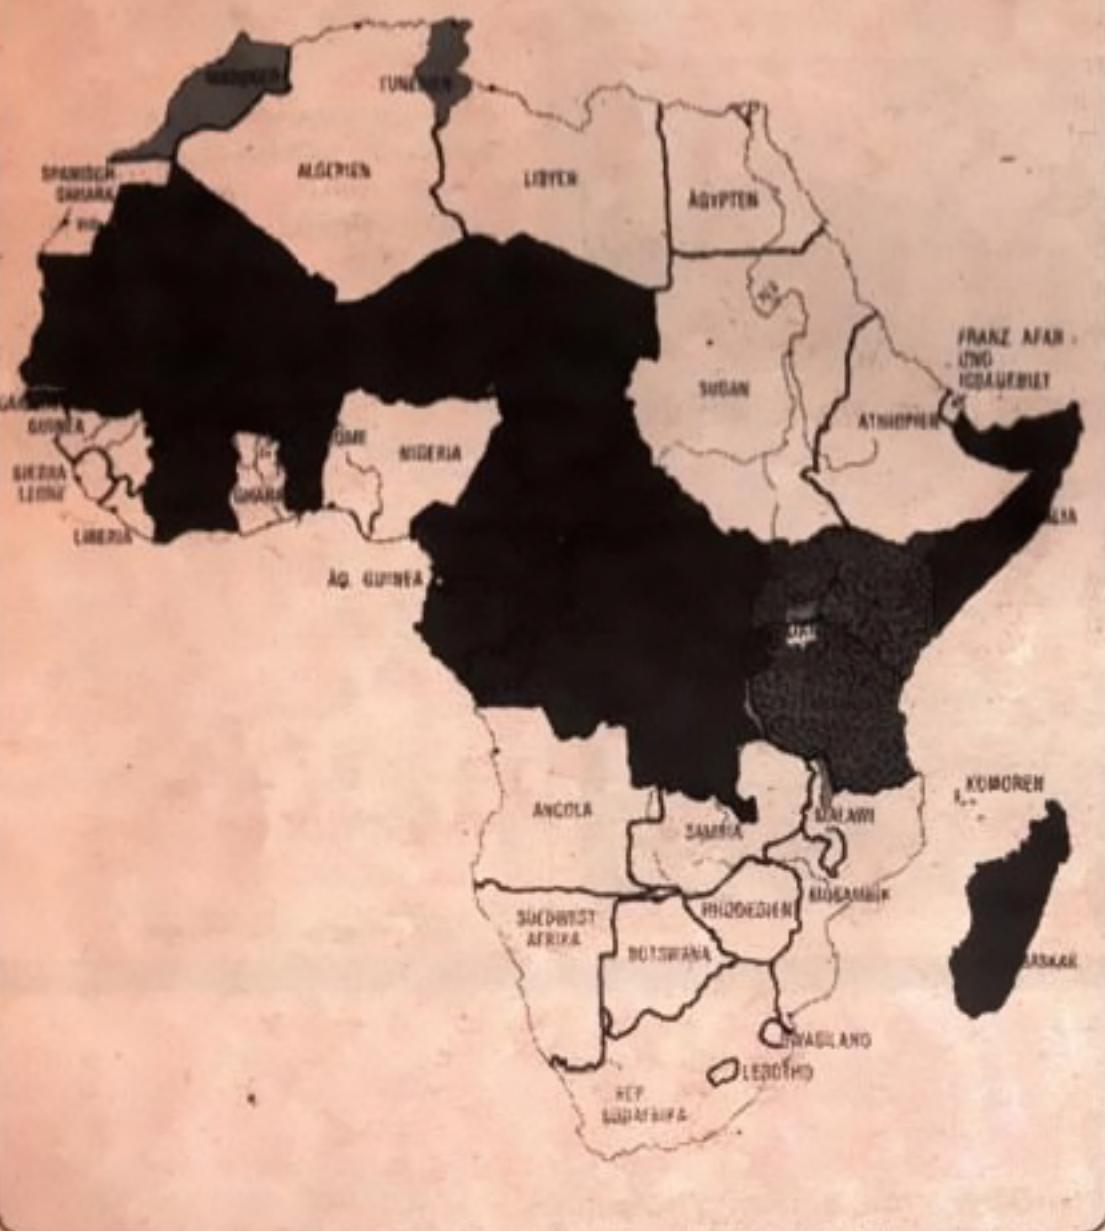 TUNESIEN
SPANISCH
SAHARA
ALGERIEN
LIBYEN
ÄGYPTEN
FRANZ. AFAR
UND
ISSAGEBIET
SUDAN
ÄTHIOPIEN
GUINEA
NIGERIA
SIERRA
LEONE
GHANA
LIBERIA
ÄQ. GUINEA
KOMOREN
ANGOLA
SAMBIA
MALAWI
MOSAMBIK
RHODESIEN
SUEDWEST
AFRIKA
BOTSWANA
SWASILAND
LESOTHO
REP
SÜDAFRIKA